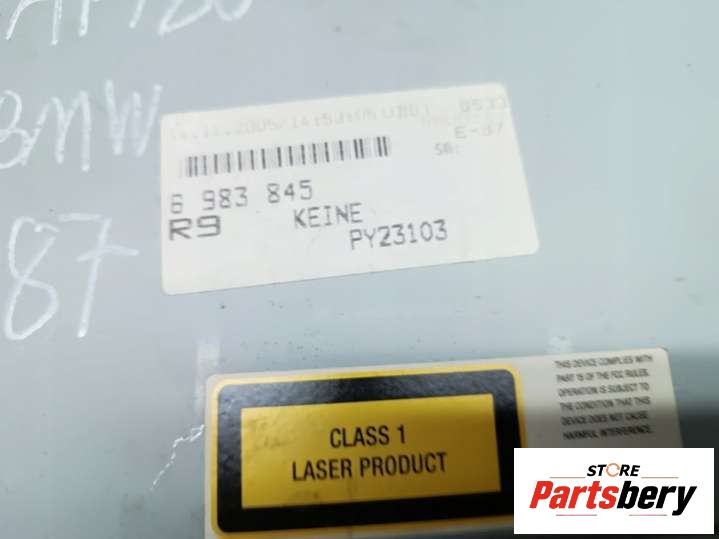 BMW
87
E-87
SB:
6 983 845
R9
KEINE
PY23103
THIS DEVICE COMPLIES WITH
PART 15 OF THE FCC RULES.
OPERATION IS SUBJECT TO
THE CONDITION THAT THIS
DEVICE DOES NOT CAUSE
HARMFUL INTERFERENCE.
CLASS 1
LASER PRODUCT
STORE
Partsbery